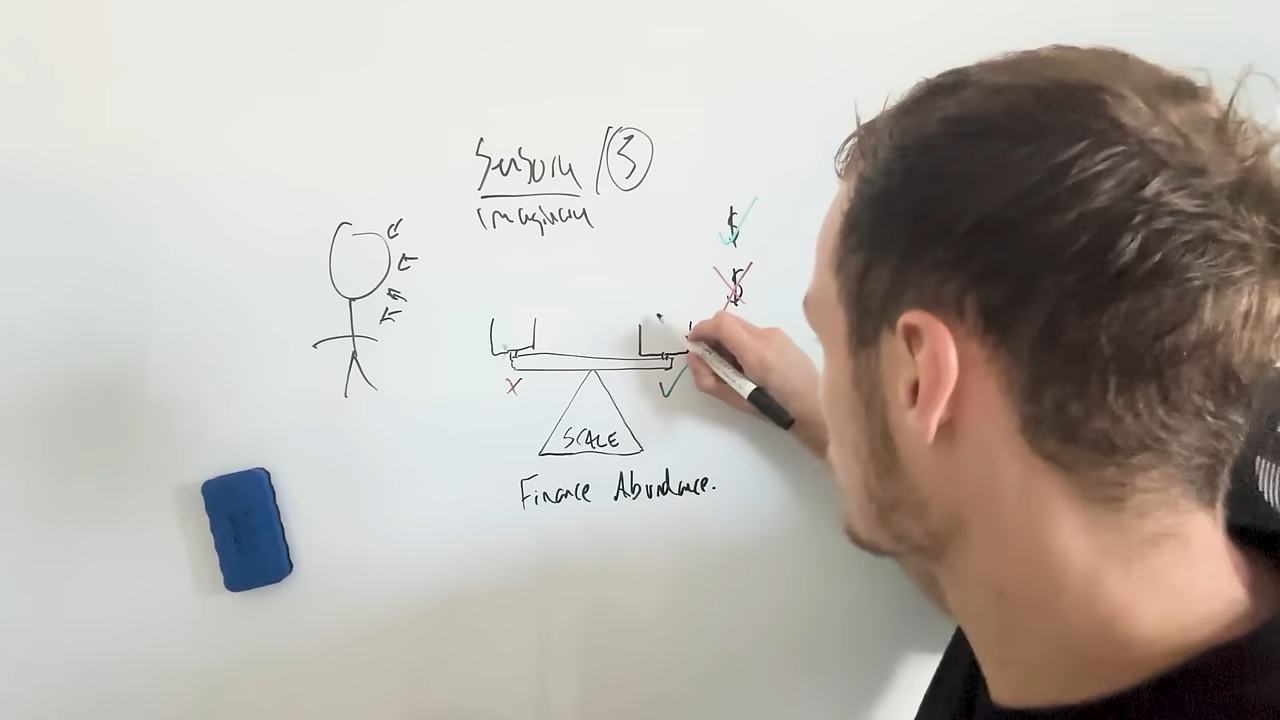 Sensory / 3
imaginary
$
$
X ✓
SCALE
Finance Abundance.